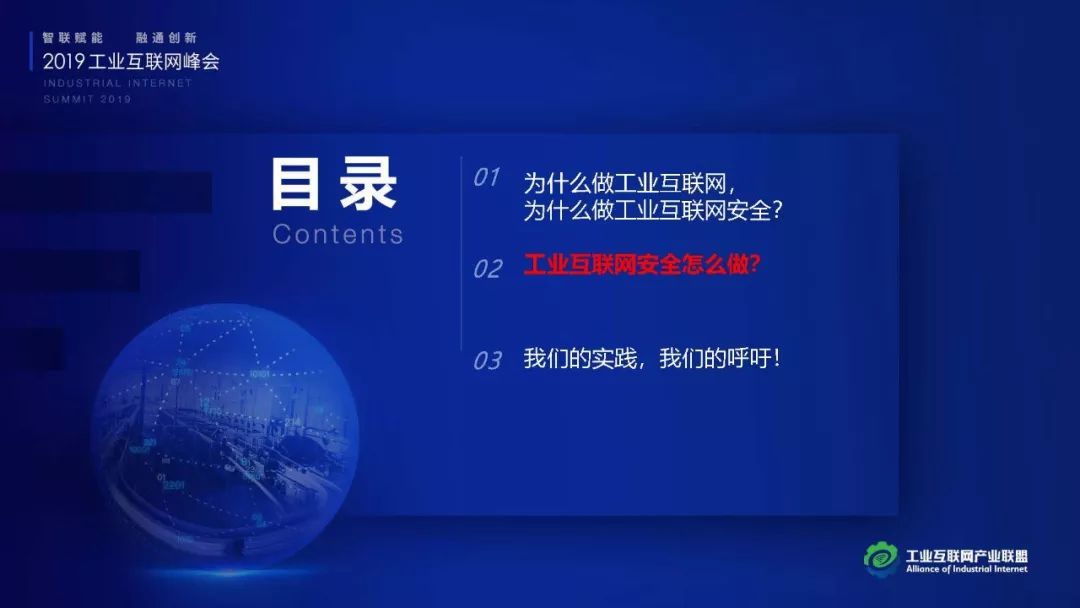 智联赋能 融通创新
2019工业互联网峰会
INDUSTRIAL INTERNET
SUMMIT 2019
目录
Contents
01 为什么做工业互联网，
为什么做工业互联网安全？
02 工业互联网安全怎么做？
03 我们的实践，我们的呼吁！
工业互联网产业联盟
Alliance of Industrial Internet